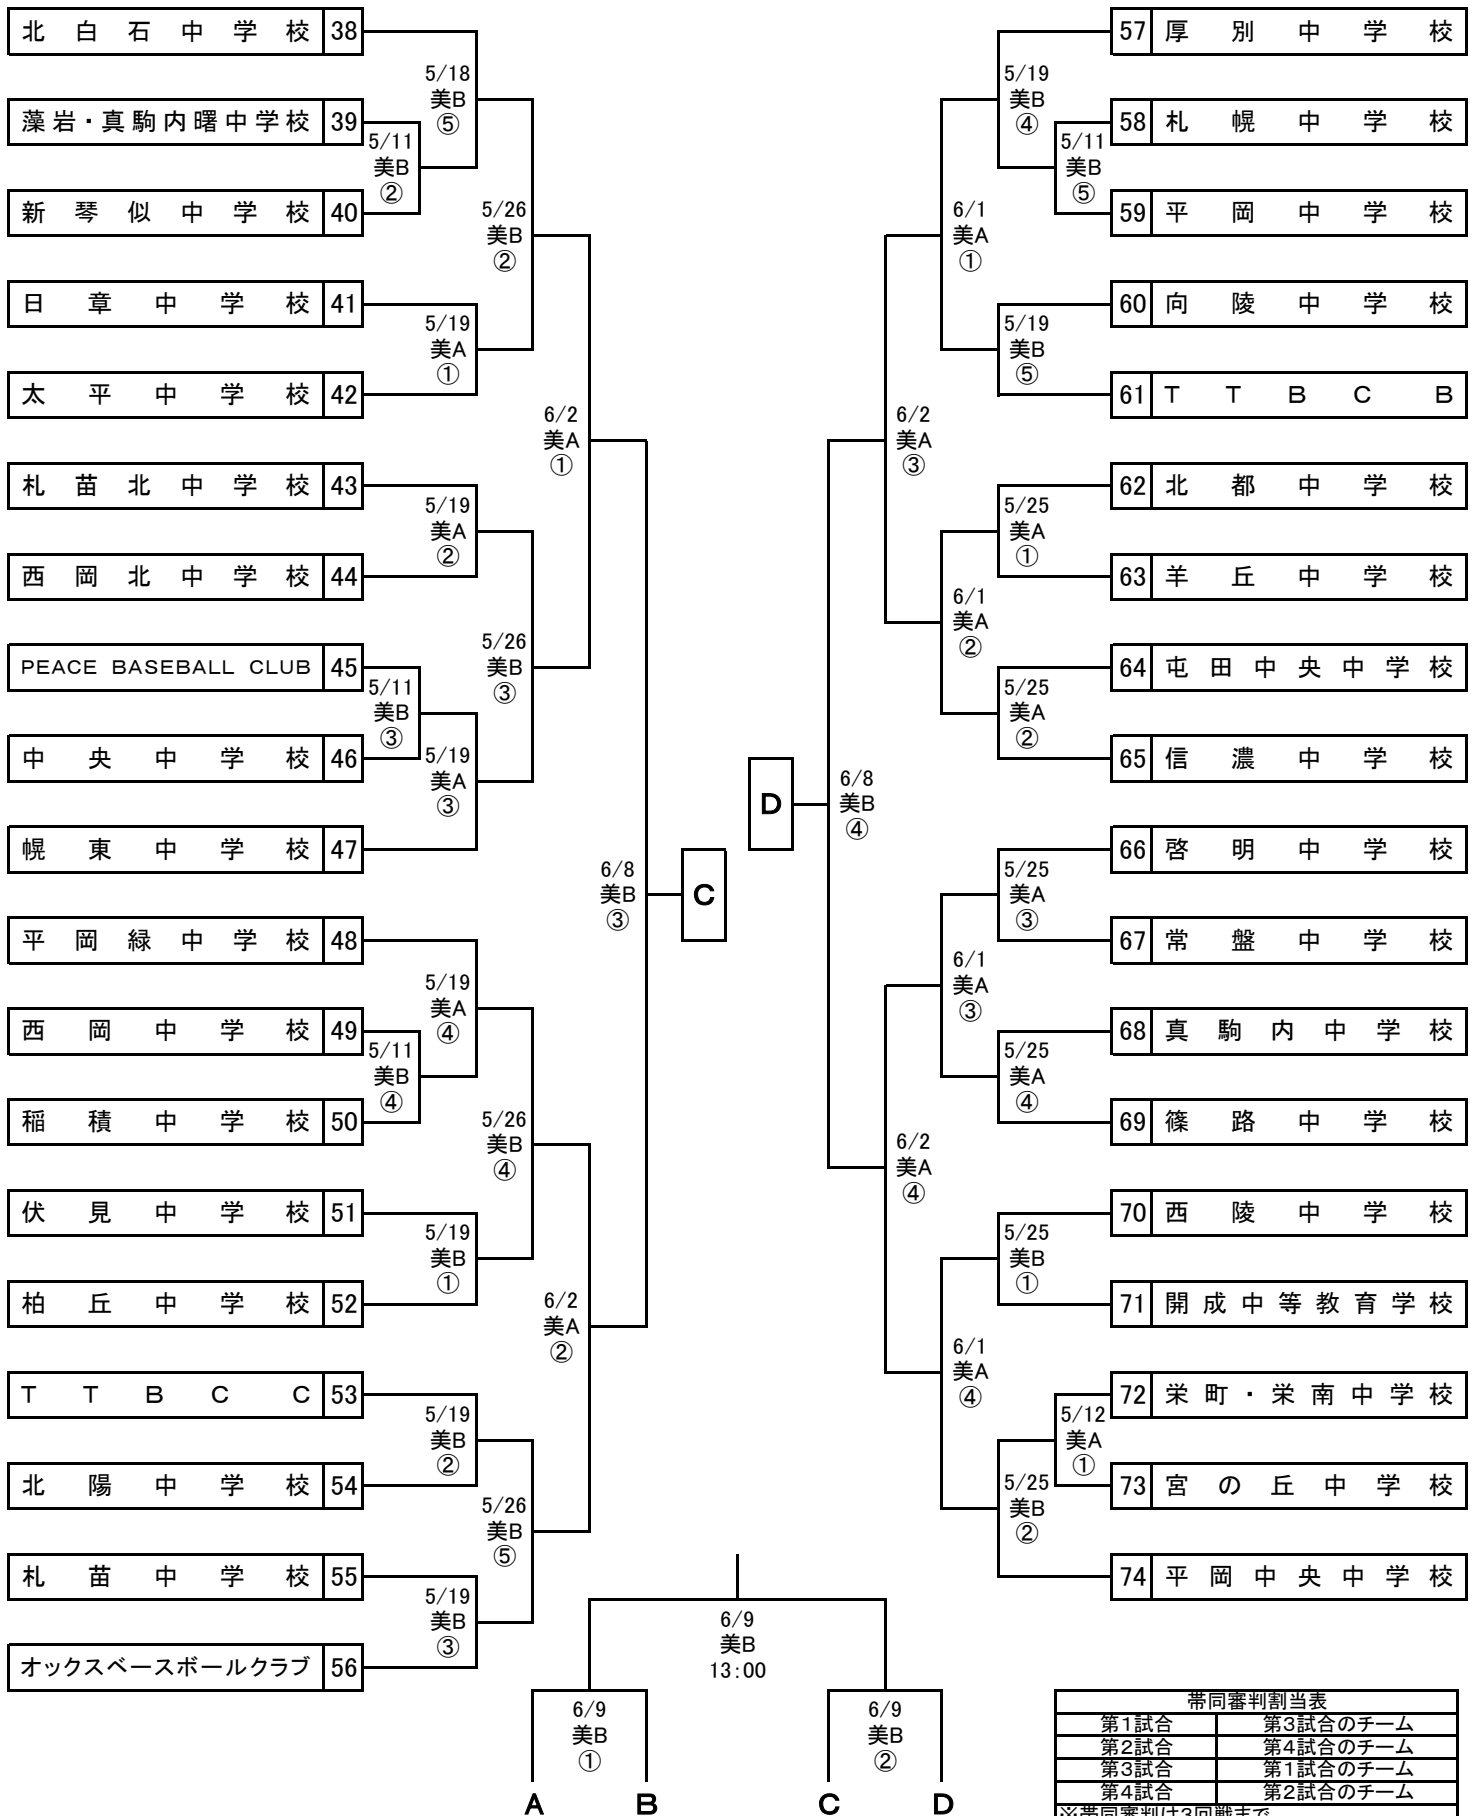 北白石中学校 38
5/18
美B
⑤
藻岩・真駒内曙中学校 39
5/11
美B
②
新琴似中学校 40
5/26
美B
②
日章中学校 41
5/19
美A
①
太平中学校 42
6/2
美A
①
札苗北中学校 43
5/19
美A
②
西岡北中学校 44
5/26
美B
③
PEACE BASEBALL CLUB 45
5/11
美B
③
中央中学校 46
5/19
美A
③
幌東中学校 47
6/8
美B
③
C
平岡緑中学校 48
5/19
美A
④
西岡中学校 49
5/11
美B
④
稲積中学校 50
5/26
美B
④
伏見中学校 51
5/19
美B
①
柏丘中学校 52
6/2
美A
②
TTBC C 53
5/19
美B
②
北陽中学校 54
5/26
美B
⑤
札苗中学校 55
5/19
美B
③
オックスベースボールクラブ 56
57 厚別中学校
5/19
美B
④
58 札幌中学校
5/11
美B
⑤
59 平岡中学校
6/1
美A
①
60 向陵中学校
5/19
美B
⑤
61 TTBC B
6/2
美A
③
62 北都中学校
5/25
美A
①
63 羊丘中学校
6/1
美A
②
64 屯田中央中学校
5/25
美A
②
65 信濃中学校
D
6/8
美B
④
66 啓明中学校
5/25
美A
③
67 常盤中学校
6/1
美A
③
68 真駒内中学校
5/25
美A
④
69 篠路中学校
6/2
美A
④
70 西陵中学校
5/25
美B
①
71 開成中等教育学校
6/1
美A
④
72 栄町・栄南中学校
5/12
美A
①
73 宮の丘中学校
5/25
美B
②
74 平岡中央中学校
6/9
美B
13:00
6/9
美B
①
6/9
美B
②
A B C D
帯同審判割当表
第1試合 第3試合のチーム
第2試合 第4試合のチーム
第3試合 第1試合のチーム
第4試合 第2試合のチーム
※帯同審判は3回戦まで